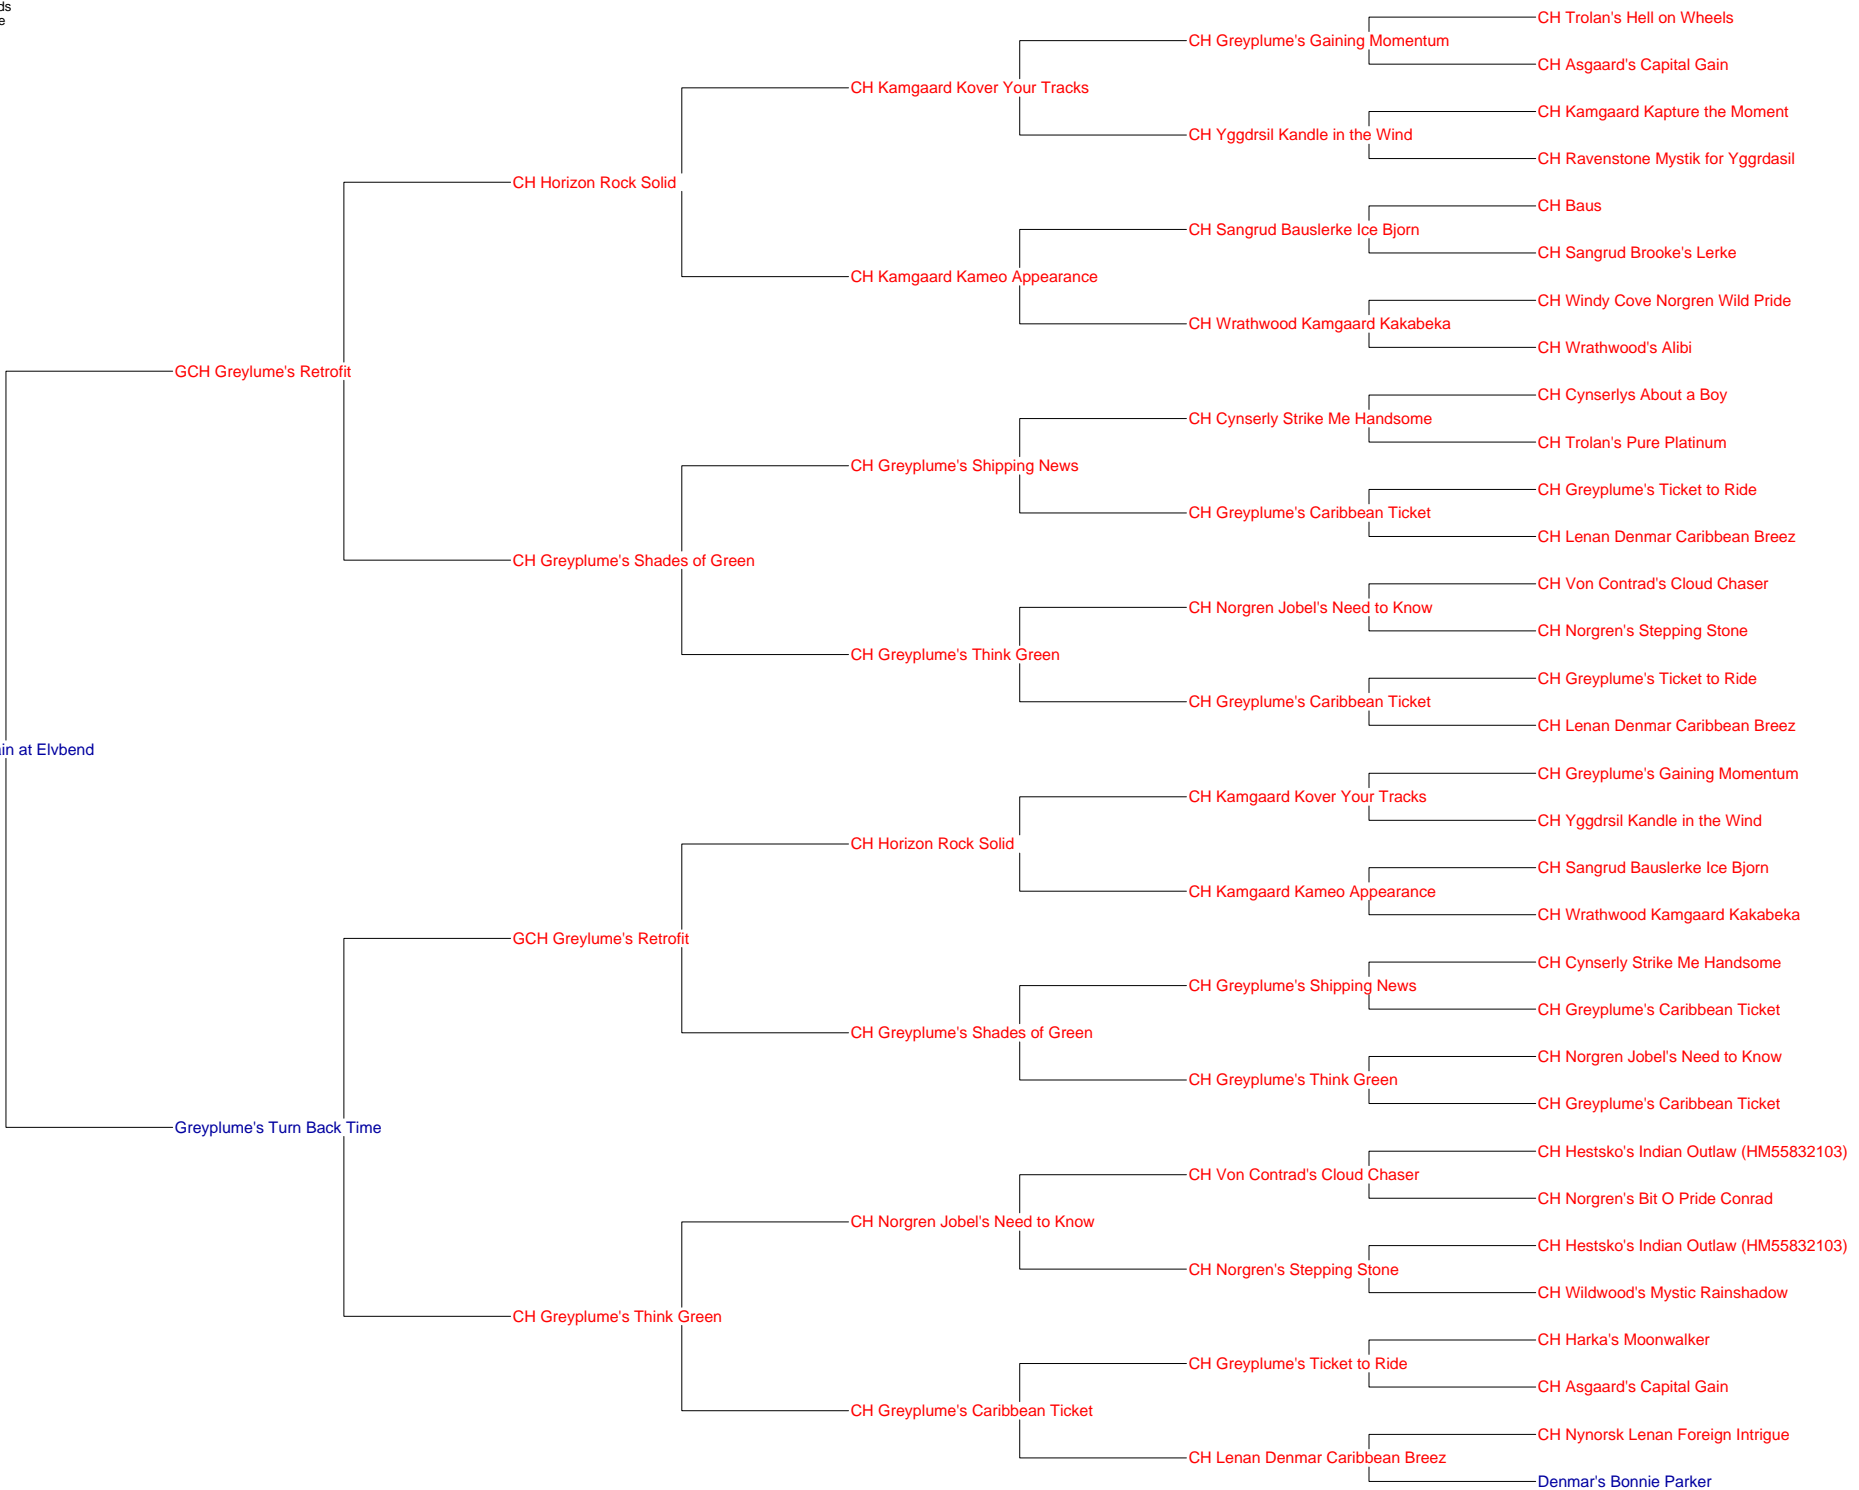 CH Trolan's Hell on Wheels
CH Greyplume's Gaining Momentum
CH Asgaard's Capital Gain
CH Kamgaard Kover Your Tracks
CH Kamgaard Kapture the Moment
CH Yggdrsil Kandle in the Wind
CH Ravenstone Mystik for Yggrdasil
CH Horizon Rock Solid
CH Baus
CH Sangrud Bauslerke Ice Bjorn
CH Sangrud Brooke's Lerke
CH Kamgaard Kameo Appearance
CH Windy Cove Norgren Wild Pride
CH Wrathwood Kamgaard Kakabeka
CH Wrathwood's Alibi
GCH Greylume's Retrofit
CH Cynserlys About a Boy
CH Cynserly Strike Me Handsome
CH Trolan's Pure Platinum
CH Greyplume's Shipping News
CH Greyplume's Ticket to Ride
CH Greyplume's Caribbean Ticket
CH Lenan Denmar Caribbean Breez
CH Greyplume's Shades of Green
CH Von Contrad's Cloud Chaser
CH Norgren Jobel's Need to Know
CH Norgren's Stepping Stone
CH Greyplume's Think Green
CH Greyplume's Ticket to Ride
CH Greyplume's Caribbean Ticket
CH Lenan Denmar Caribbean Breez
at Elvbend
CH Greyplume's Gaining Momentum
CH Kamgaard Kover Your Tracks
CH Yggdrsil Kandle in the Wind
CH Horizon Rock Solid
CH Sangrud Bauslerke Ice Bjorn
CH Kamgaard Kameo Appearance
CH Wrathwood Kamgaard Kakabeka
GCH Greylume's Retrofit
CH Cynserly Strike Me Handsome
CH Greyplume's Shipping News
CH Greyplume's Caribbean Ticket
CH Greyplume's Shades of Green
CH Norgren Jobel's Need to Know
CH Greyplume's Think Green
CH Greyplume's Caribbean Ticket
Greyplume's Turn Back Time
CH Hestsko's Indian Outlaw (HM55832103)
CH Von Contrad's Cloud Chaser
CH Norgren's Bit O Pride Conrad
CH Norgren Jobel's Need to Know
CH Hestsko's Indian Outlaw (HM55832103)
CH Norgren's Stepping Stone
CH Wildwood's Mystic Rainshadow
CH Greyplume's Think Green
CH Harka's Moonwalker
CH Greyplume's Ticket to Ride
CH Asgaard's Capital Gain
CH Greyplume's Caribbean Ticket
CH Nynorsk Lenan Foreign Intrigue
CH Lenan Denmar Caribbean Breez
Denmar's Bonnie Parker